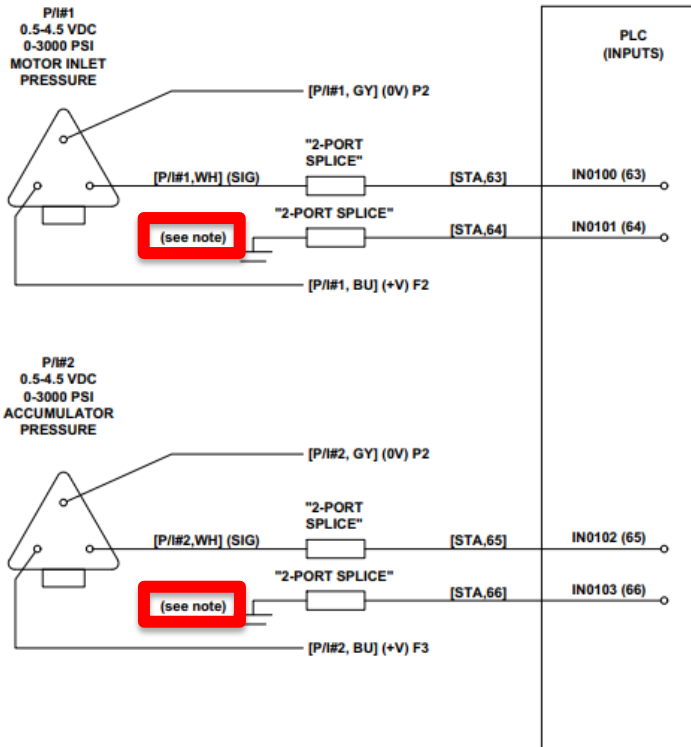 P/I#1
0.5-4.5 VDC
0-3000 PSI
MOTOR INLET
PRESSURE
PLC
(INPUTS)
[P/I#1, GY] (0V) P2
"2-PORT
SPLICE"
[P/I#1,WH] (SIG)
[STA,63]
IN0100 (63)
"2-PORT SPLICE"
(see note)
[STA,64]
IN0101 (64)
[P/I#1, BU] (+V) F2
P/I#2
0.5-4.5 VDC
0-3000 PSI
ACCUMULATOR
PRESSURE
[P/I#2, GY] (0V) P2
"2-PORT
SPLICE"
[P/I#2,WH] (SIG)
[STA,65]
IN0102 (65)
"2-PORT SPLICE"
(see note)
[STA,66]
IN0103 (66)
[P/I#2, BU] (+V) F3